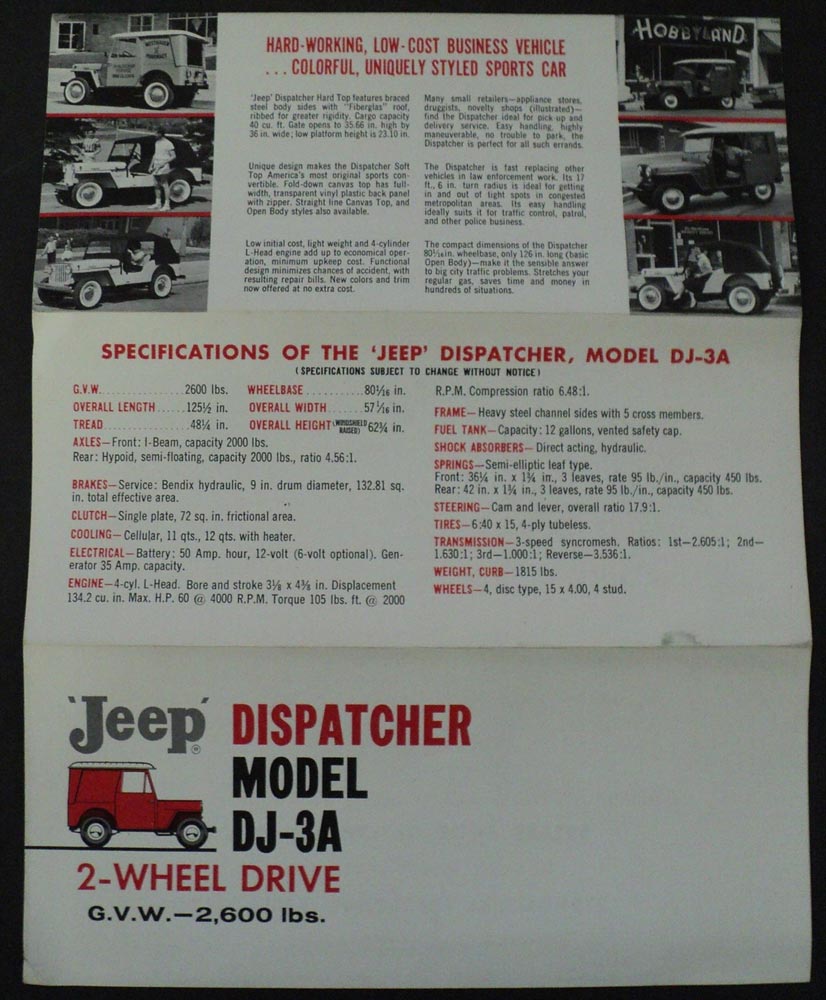 HOBBYLAND
HARD-WORKING, LOW-COST BUSINESS VEHICLE
. . . COLORFUL, UNIQUELY STYLED SPORTS CAR
'Jeep' Dispatcher Hard Top features braced
steel body sides with "Fiberglas" roof,
ribbed for greater rigidity. Cargo capacity
40 cu. ft. Gate opens to 35.66 in. high by
36 in. wide; low platform height is 23.10 in.
Unique design makes the Dispatcher Soft
Top America's most original sports con-
vertible. Fold-down canvas top has full-
width, transparent vinyl plastic back panel
with zipper. Straight line Canvas Top, and
Open Body styles also available.
Low initial cost, light weight and 4-cylinder
L-Head engine add up to economical oper-
ation, minimum upkeep cost. Functional
design minimizes chances of accident, with
resulting repair bills. New colors and trim
now offered at no extra cost.
Many small retailers—appliance stores,
druggists, novelty shops (illustrated)—
find the Dispatcher ideal for pick-up and
delivery service. Easy handling, highly
maneuverable, no trouble to park, the
Dispatcher is perfect for all such errands.
The Dispatcher is fast replacing other
vehicles in law enforcement work. Its 17
ft., 6 in. turn radius is ideal for getting
in and out of tight spots in congested
metropolitan areas. Its easy handling
ideally suits it for traffic control, patrol,
and other police business.
The compact dimensions of the Dispatcher
80 1/16 in. wheelbase, only 126 in. long (basic
Open Body)—make it the sensible answer
to big city traffic problems. Stretches your
regular gas, saves time and money in
hundreds of situations.
SPECIFICATIONS OF THE 'JEEP' DISPATCHER, MODEL DJ-3A
(SPECIFICATIONS SUBJECT TO CHANGE WITHOUT NOTICE)
G.V.W. . . . . . . . . . . . . . . . 2600 lbs. WHEELBASE . . . . . . . . . . . 80 1/16 in.
OVERALL LENGTH . . . . . . 125½ in. OVERALL WIDTH . . . . . . . 57 1/16 in.
TREAD . . . . . . . . . . . . . . . . . 48¼ in. OVERALL HEIGHT (WINDSHIELD RAISED) 62¾ in.
AXLES—Front: I-Beam, capacity 2000 lbs.
Rear: Hypoid, semi-floating, capacity 2000 lbs., ratio 4.56:1.
BRAKES—Service: Bendix hydraulic, 9 in. drum diameter, 132.81 sq.
in. total effective area.
CLUTCH—Single plate, 72 sq. in. frictional area.
COOLING—Cellular, 11 qts., 12 qts. with heater.
ELECTRICAL—Battery: 50 Amp. hour, 12-volt (6-volt optional). Gen-
erator 35 Amp. capacity.
ENGINE—4-cyl. L-Head. Bore and stroke 3⅛ x 4⅜ in. Displacement
134.2 cu. in. Max. H.P. 60 @ 4000 R.P.M. Torque 105 lbs. ft. @ 2000
R.P.M. Compression ratio 6.48:1.
FRAME—Heavy steel channel sides with 5 cross members.
FUEL TANK—Capacity: 12 gallons, vented safety cap.
SHOCK ABSORBERS—Direct acting, hydraulic.
SPRINGS—Semi-elliptic leaf type.
Front: 36¼ in. x 1¾ in., 3 leaves, rate 95 lb./in., capacity 450 lbs.
Rear: 42 in. x 1¾ in., 3 leaves, rate 95 lb./in., capacity 450 lbs.
STEERING—Cam and lever, overall ratio 17.9:1.
TIRES—6:40 x 15, 4-ply tubeless.
TRANSMISSION—3-speed syncromesh. Ratios: 1st—2.605:1; 2nd—
1.630:1; 3rd—1.000:1; Reverse—3.536:1.
WEIGHT, CURB—1815 lbs.
WHEELS—4, disc type, 15 x 4.00, 4 stud.
'Jeep'® DISPATCHER
MODEL
DJ-3A
2-WHEEL DRIVE
G.V.W.—2,600 lbs.